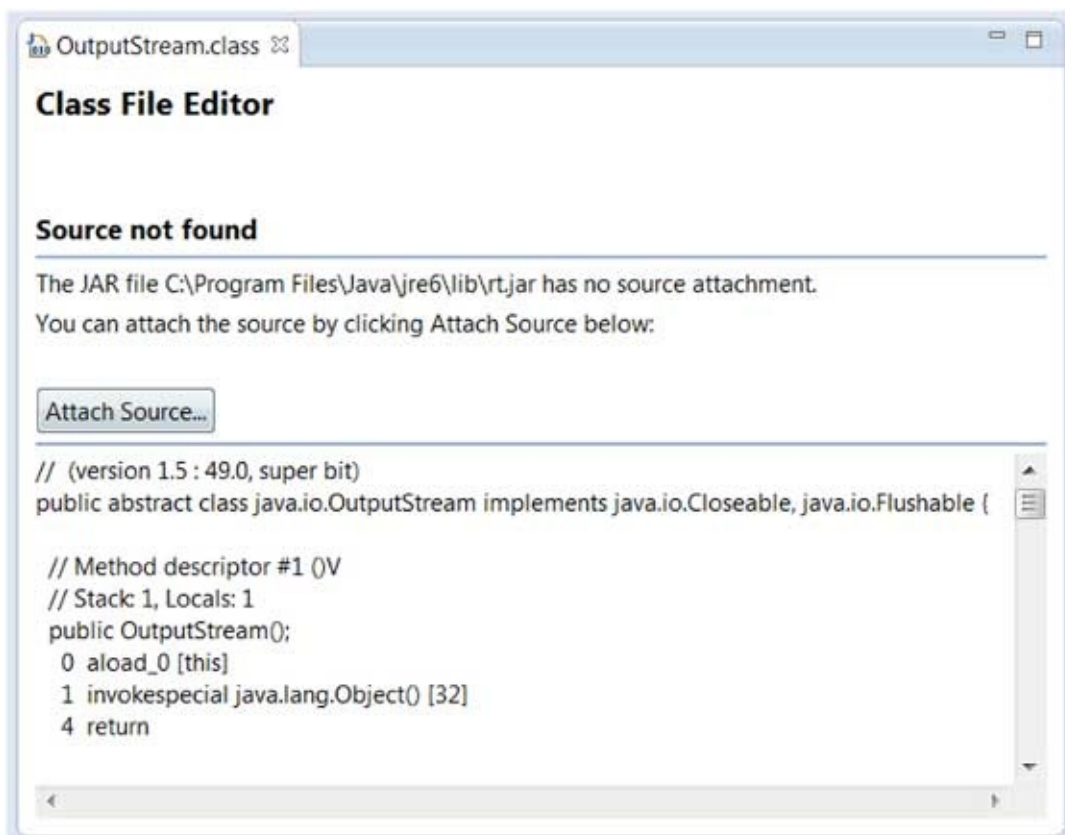 OutputStream.class
Class File Editor
Source not found
The JAR file C:\Program Files\Java\jre6\lib\rt.jar has no source attachment.
You can attach the source by clicking Attach Source below:
Attach Source...
// (version 1.5 : 49.0, super bit)
public abstract class java.io.OutputStream implements java.io.Closeable, java.io.Flushable {
// Method descriptor #1 ()V
// Stack: 1, Locals: 1
public OutputStream();
0 aload_0 [this]
1 invokespecial java.lang.Object() [32]
4 return